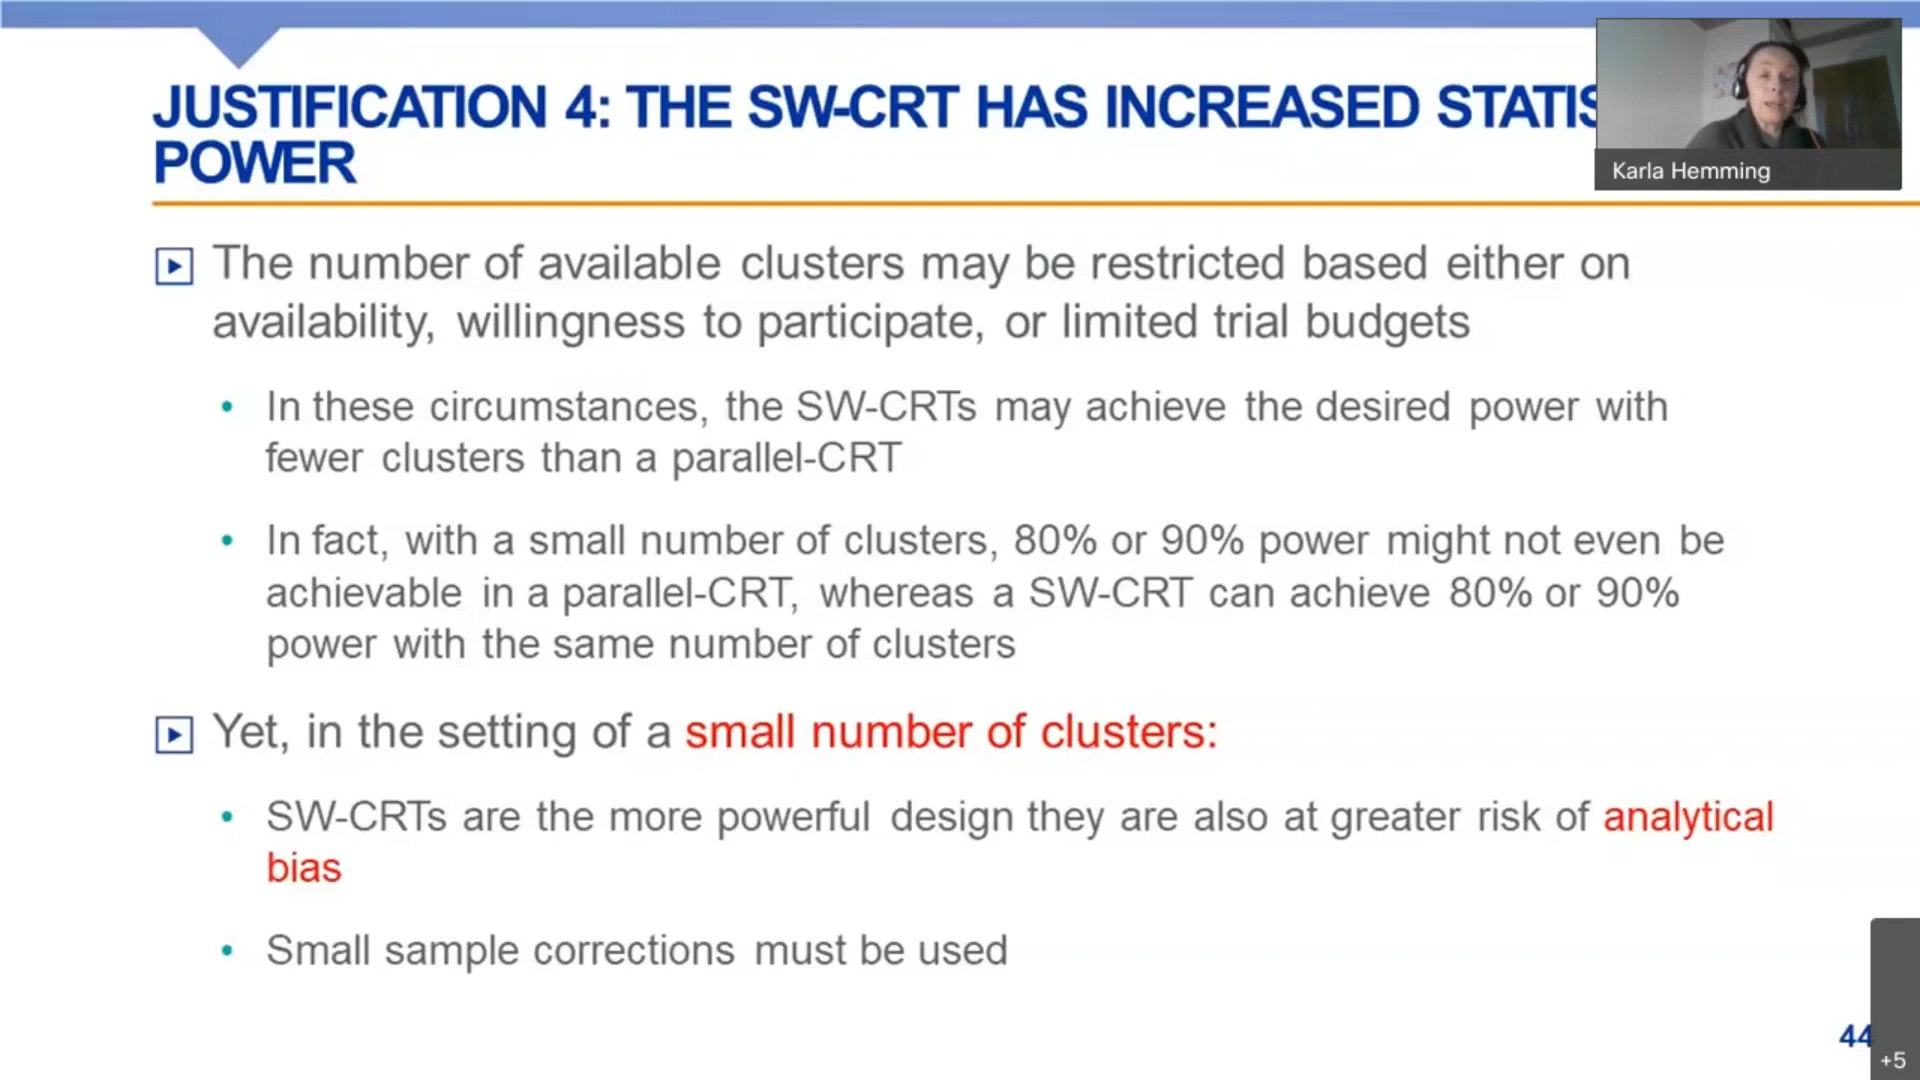 JUSTIFICATION 4: THE SW-CRT HAS INCREASED STATIS
POWER
Karla Hemming
The number of available clusters may be restricted based either on
availability, willingness to participate, or limited trial budgets
• In these circumstances, the SW-CRTs may achieve the desired power with
fewer clusters than a parallel-CRT
• In fact, with a small number of clusters, 80% or 90% power might not even be
achievable in a parallel-CRT, whereas a SW-CRT can achieve 80% or 90%
power with the same number of clusters
Yet, in the setting of a small number of clusters:
• SW-CRTs are the more powerful design they are also at greater risk of analytical
bias
• Small sample corrections must be used
44
+5